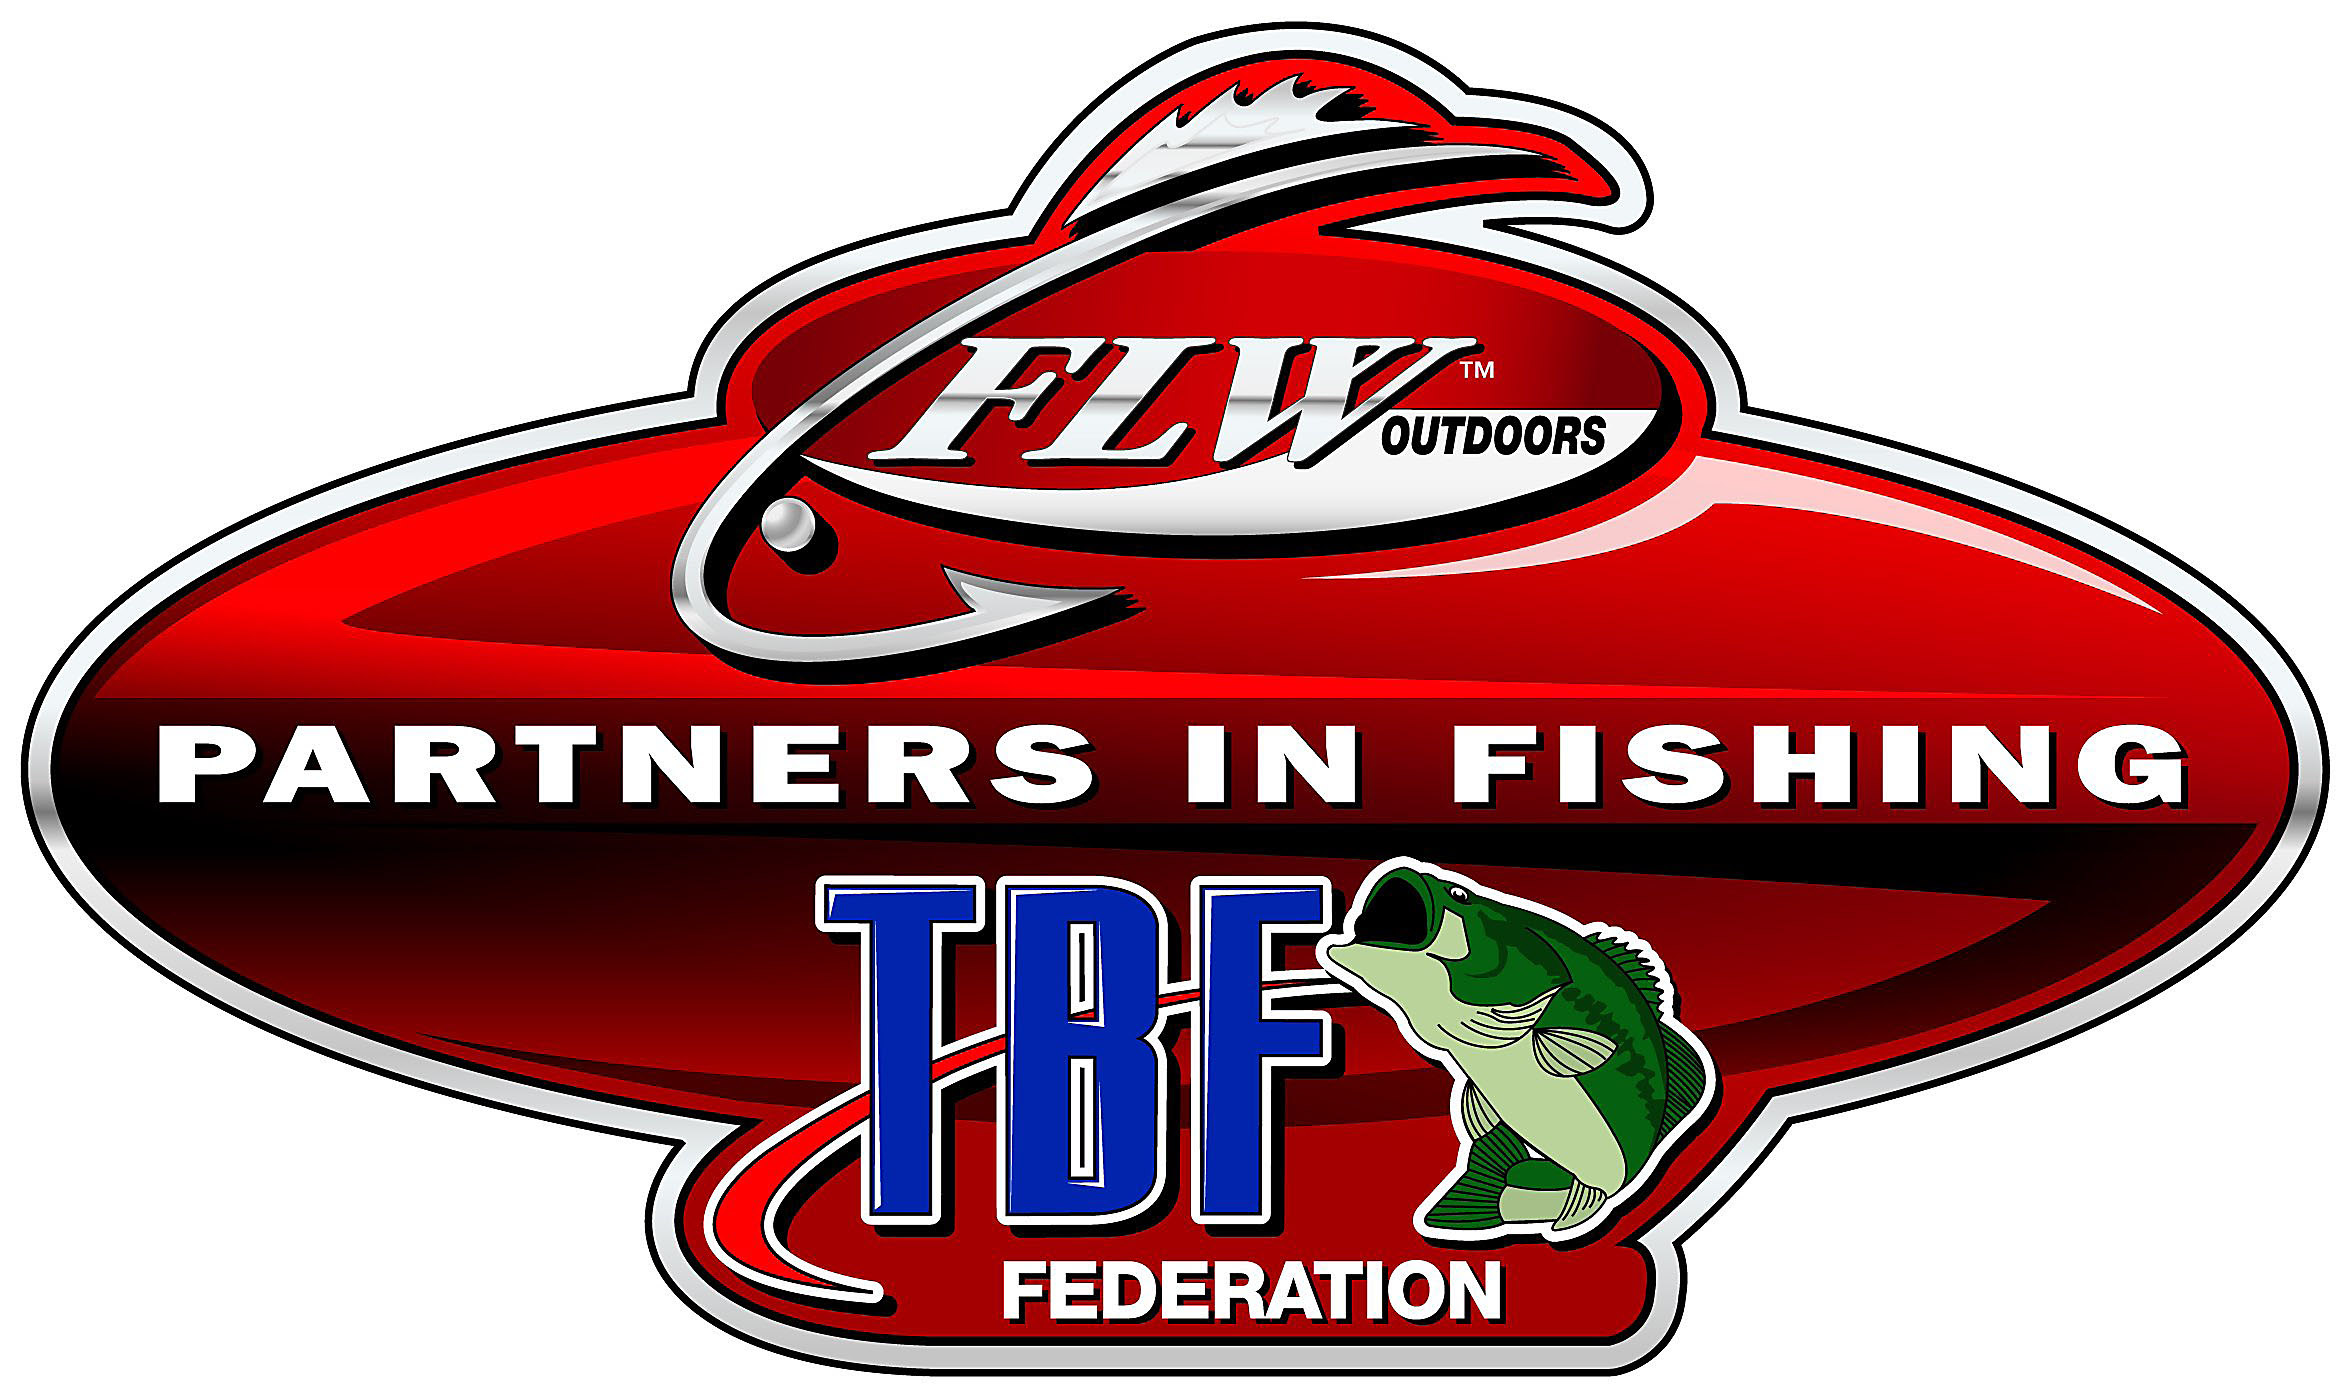 FLW™
OUTDOORS
PARTNERS IN FISHING
TBF
FEDERATION